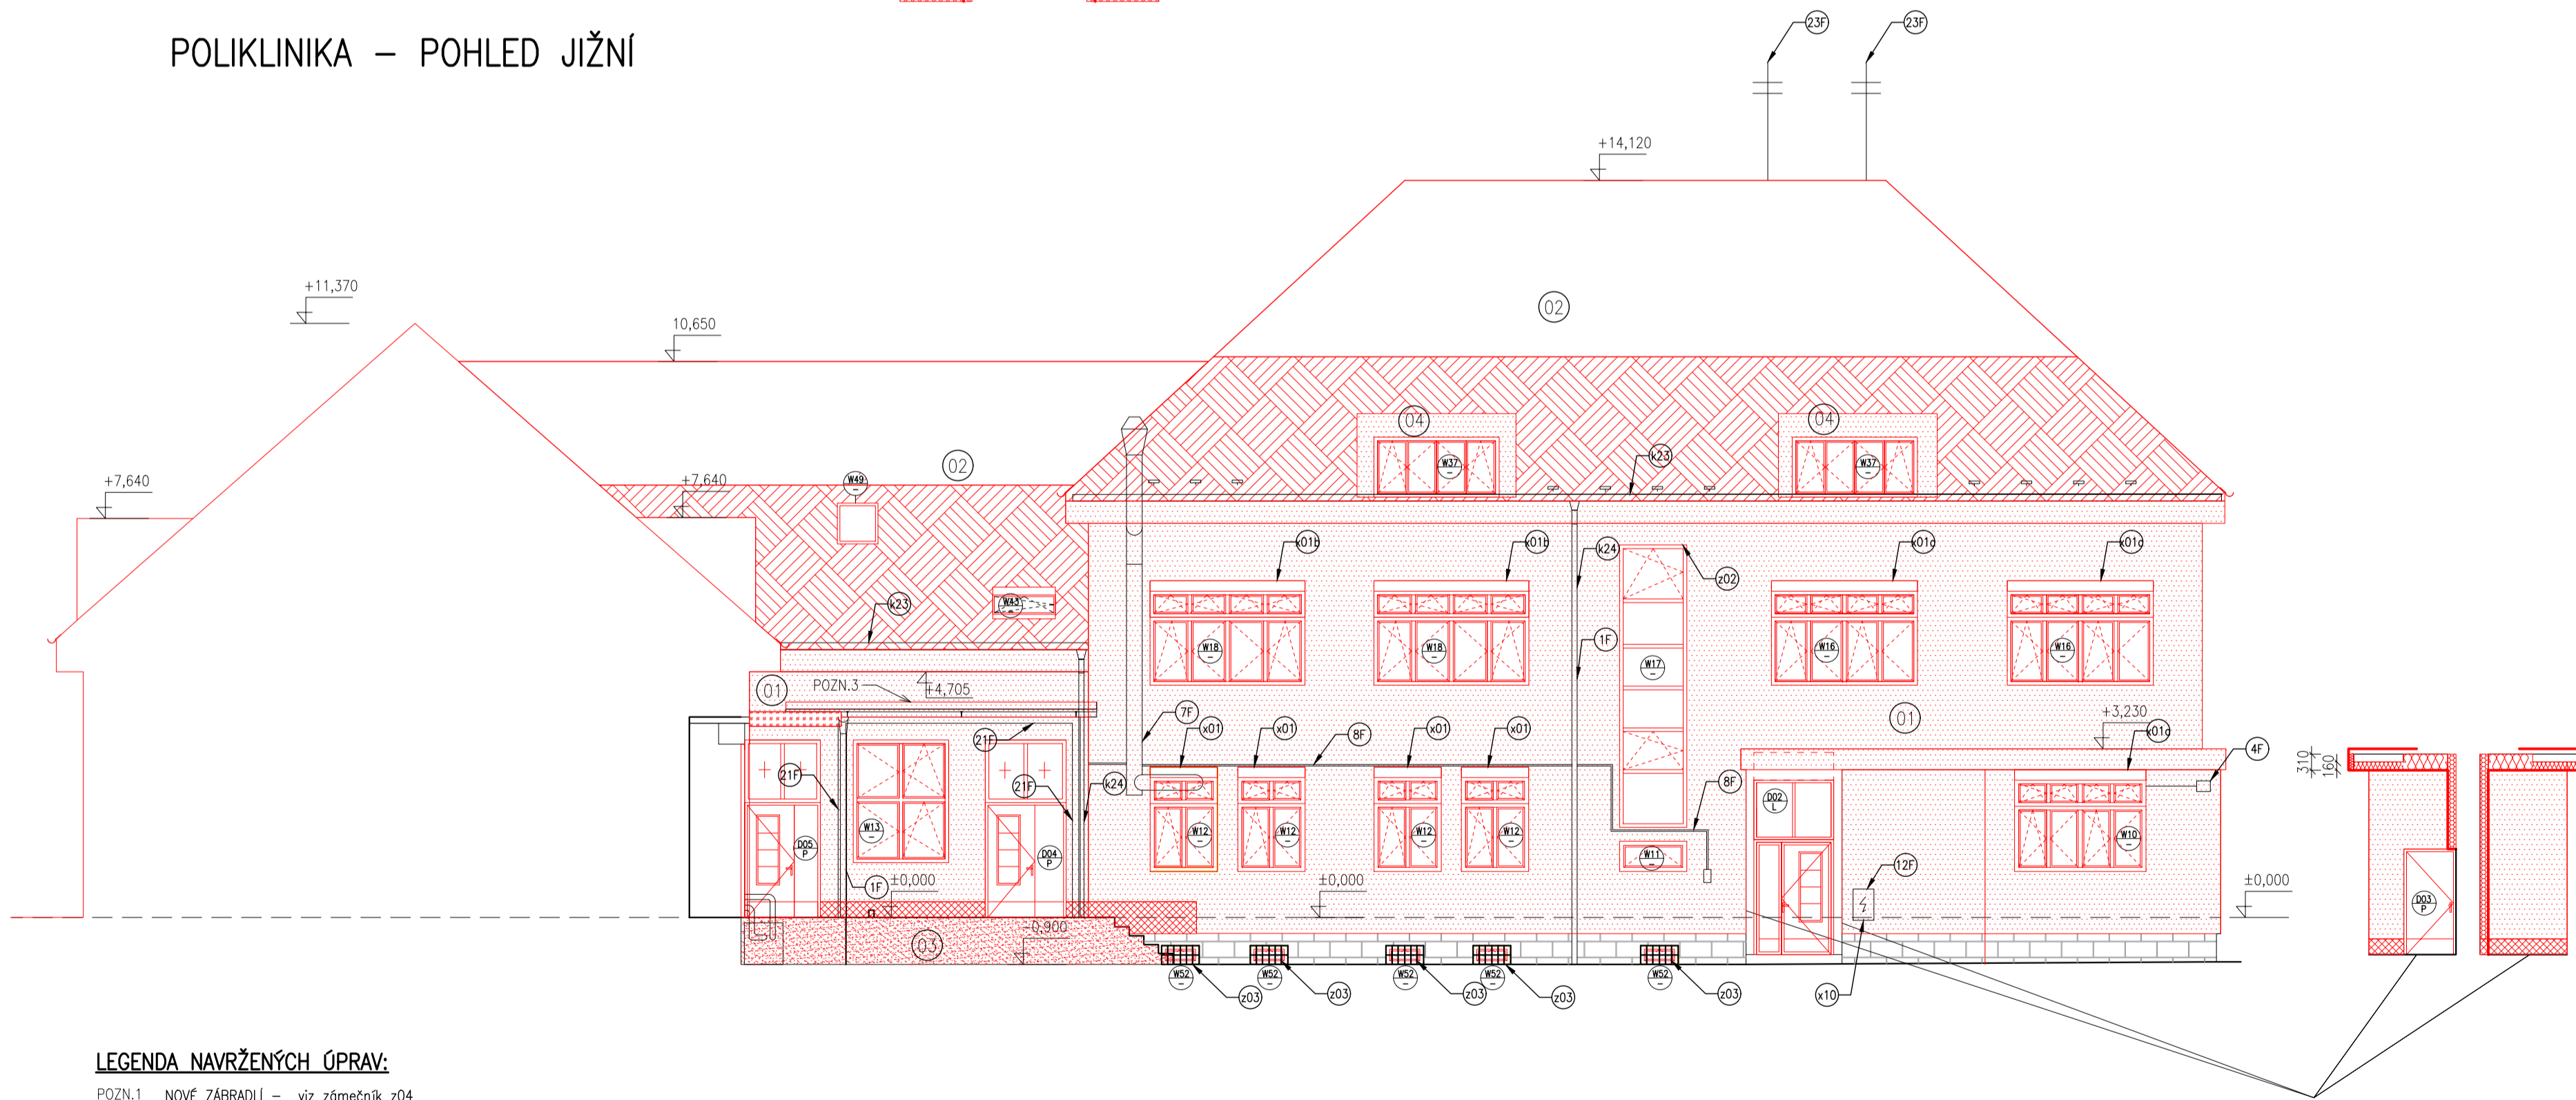 POLIKLINIKA – POHLED JIŽNÍ
23F
23F
+14,120
+11,370
10,650
02
04
04
02
W49
–
k23
W37
–
W37
–
+7,640
+7,640
x01b
x01b
k24
x01c
x01c
z02
W43
k23
1F
W18
–
W18
–
W17
–
W16
–
W16
–
01
POZN.3
+4,705
7F
01
+3,230
x01
x01
8F
x01
x01
x01c
4F
21F
310
160
21F
21F
k24
8F
D02
L
W13
–
W12
–
W12
–
W12
–
W12
–
W10
–
D05
P
D04
P
W11
–
12F
1F
±0,000
±0,000
±0,000
D03
P
03
-0,900
W52
–
W52
–
W52
–
W52
–
W52
–
z03
z03
z03
z03
z03
x10
LEGENDA NAVRŽENÝCH ÚPRAV:
POZN.1 NOVÉ ZÁBRADLÍ – viz zámečník z04